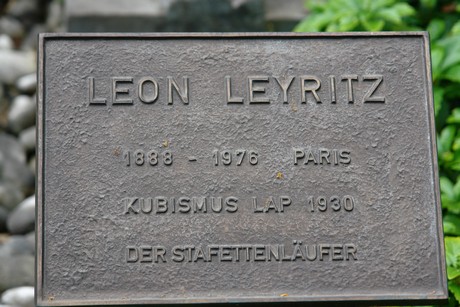 LEON LEYRITZ
1888 - 1976 PARIS
KUBISMUS LAP 1930
DER STAFETTENLÄUFER